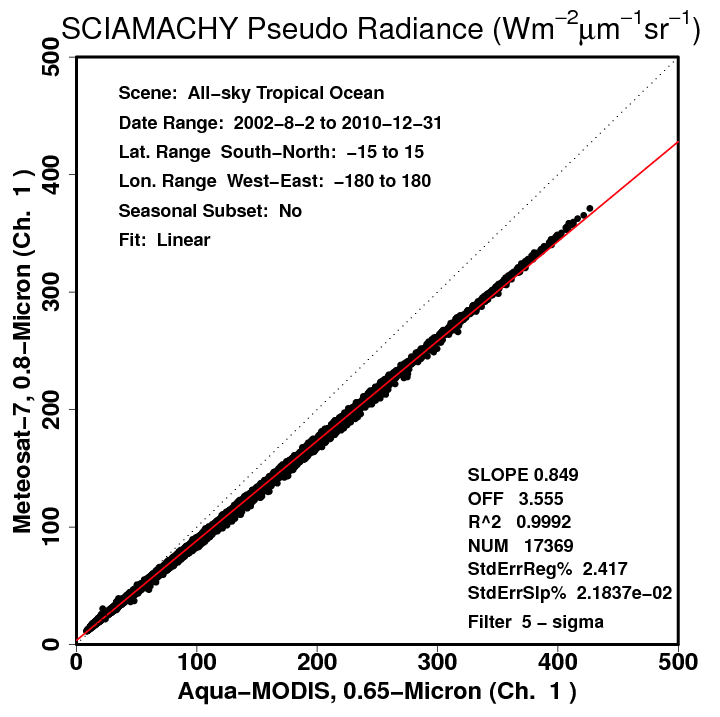 SCIAMACHY Pseudo Radiance (Wm⁻²μm⁻¹sr⁻¹)
Scene:  All−sky Tropical Ocean
Date Range:  2002−8−2 to 2010−12−31
Lat. Range  South−North:  −15 to 15
Lon. Range  West−East:  −180 to 180
Seasonal Subset:  No
Fit:  Linear
SLOPE 0.849
OFF   3.555
R^2   0.9992
NUM   17369
StdErrReg%  2.417
StdErrSlp%  2.1837e−02
Filter  5 − sigma
Meteosat−7, 0.8−Micron (Ch.  1 )
500
400
300
200
100
0
0 100 200 300 400 500
Aqua−MODIS, 0.65−Micron (Ch.  1 )